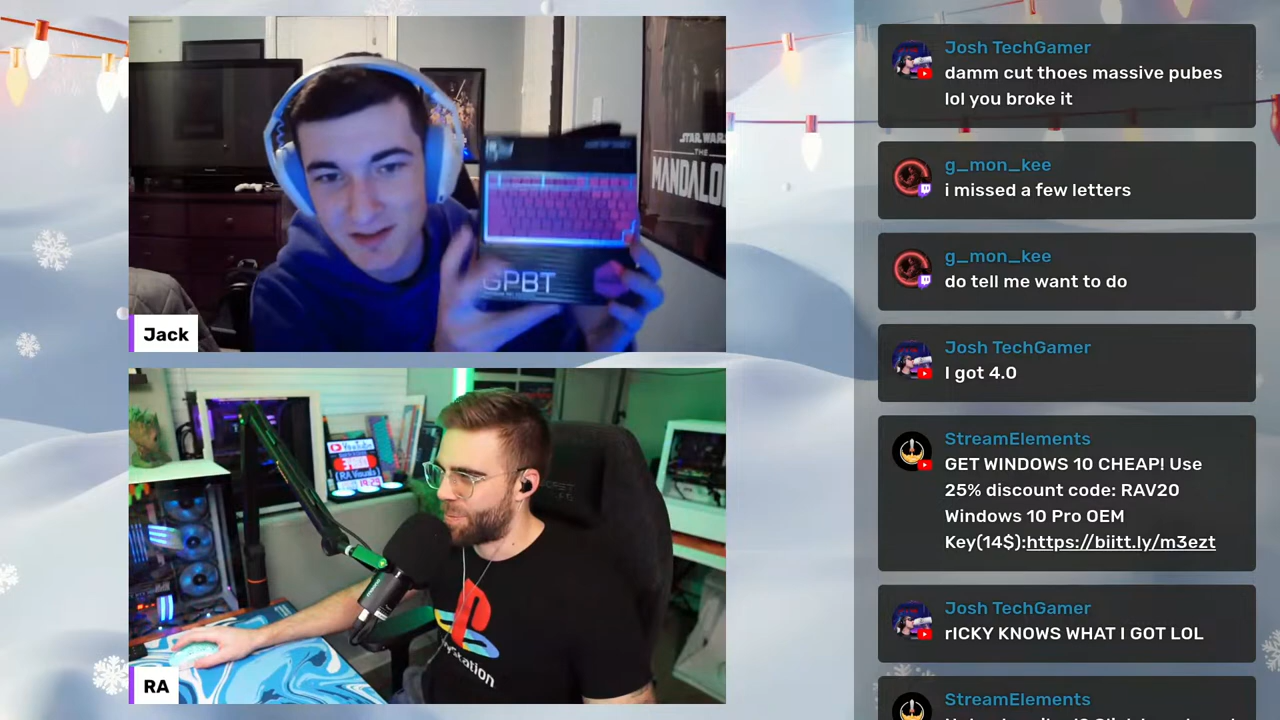 STAR WARS
THE
GPBT
Jack
PlayStation
RA
Josh TechGamer
damm cut thoes massive pubes
lol you broke it
g_mon_kee
i missed a few letters
g_mon_kee
do tell me want to do
Josh TechGamer
I got 4.0
StreamElements
GET WINDOWS 10 CHEAP! Use
25% discount code: RAV20
Windows 10 Pro OEM
Key(14$):https://biitt.ly/m3ezt
Josh TechGamer
rICKY KNOWS WHAT I GOT LOL
StreamElements